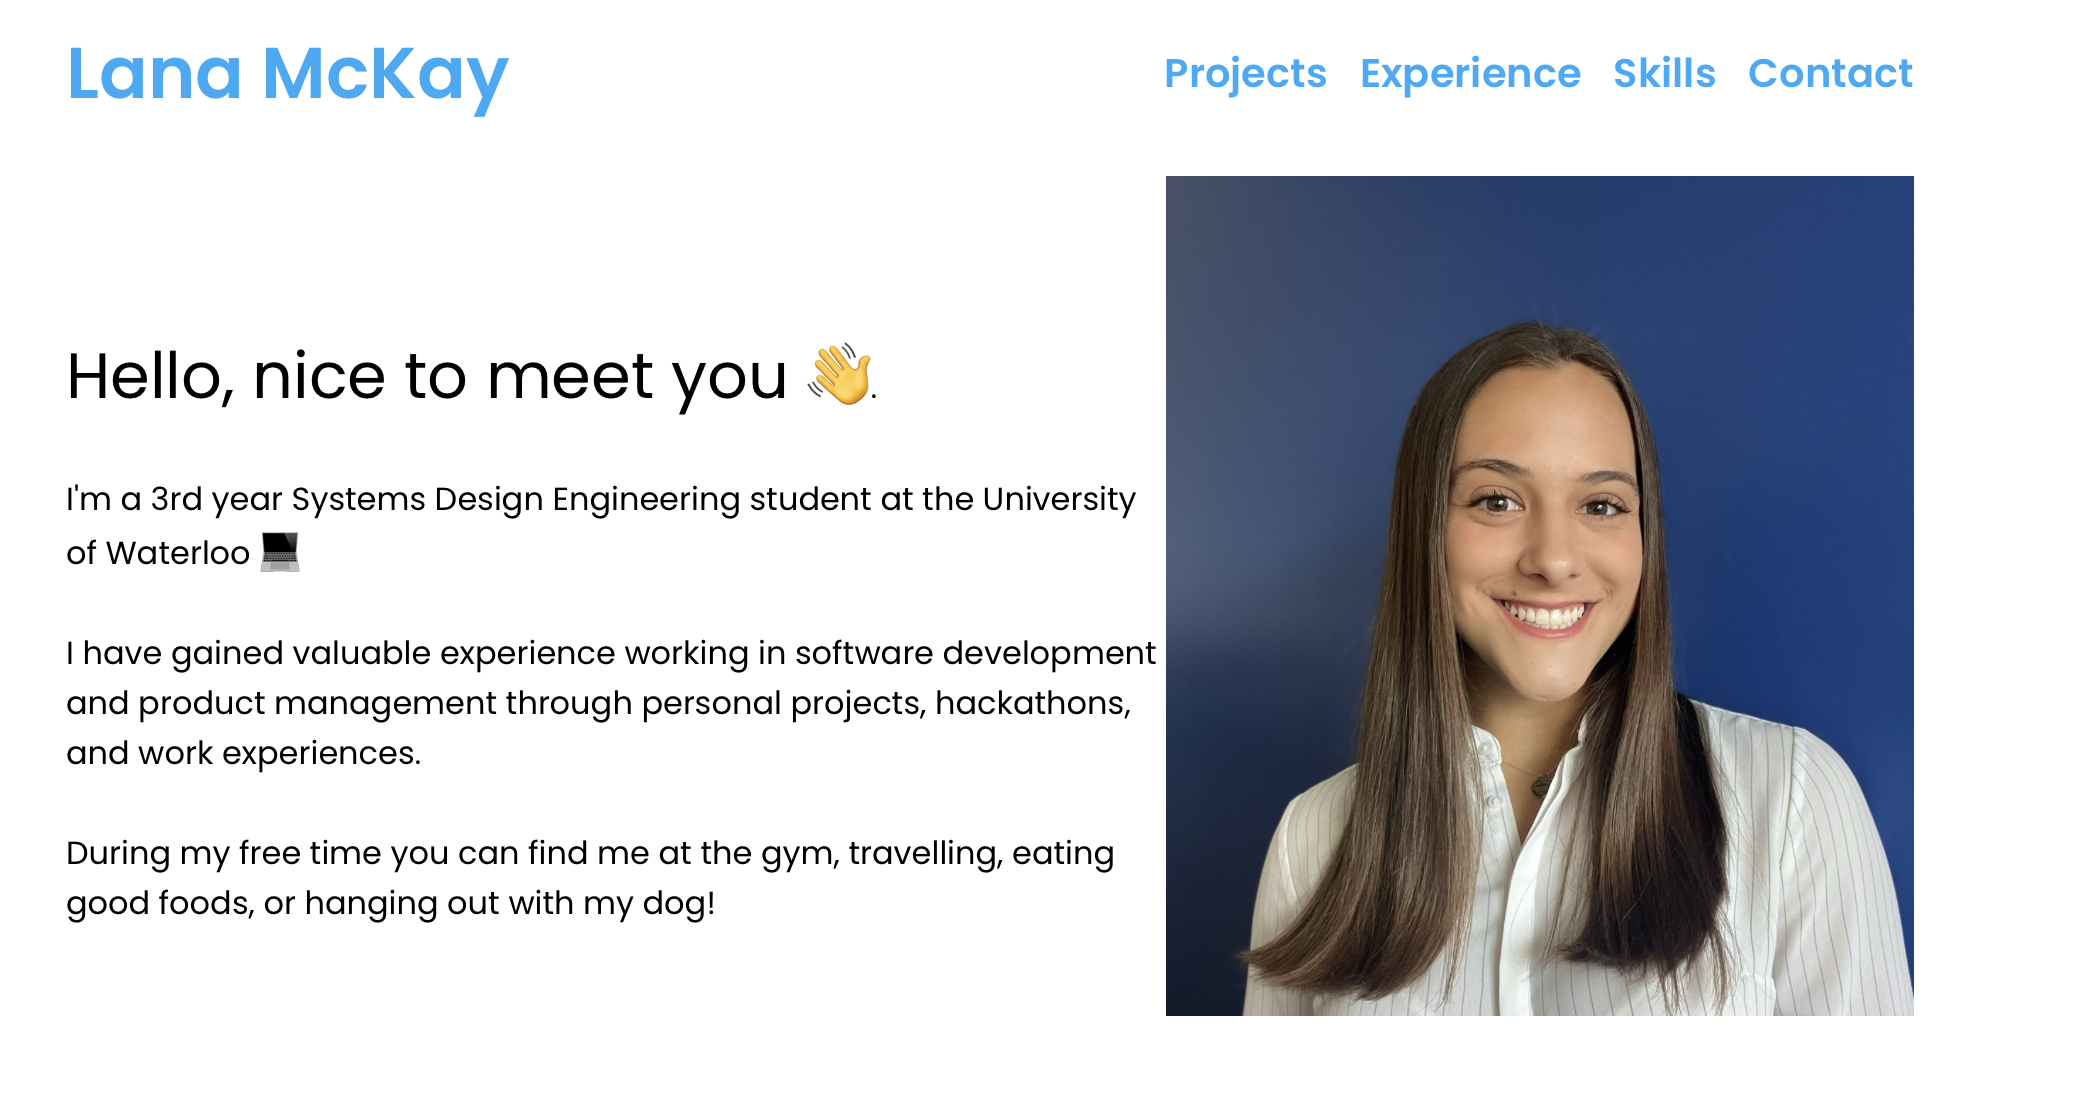 Lana McKay
Projects Experience Skills Contact
Hello, nice to meet you 👋.
I'm a 3rd year Systems Design Engineering student at the University
of Waterloo 💻
I have gained valuable experience working in software development
and product management through personal projects, hackathons,
and work experiences.
During my free time you can find me at the gym, travelling, eating
good foods, or hanging out with my dog!